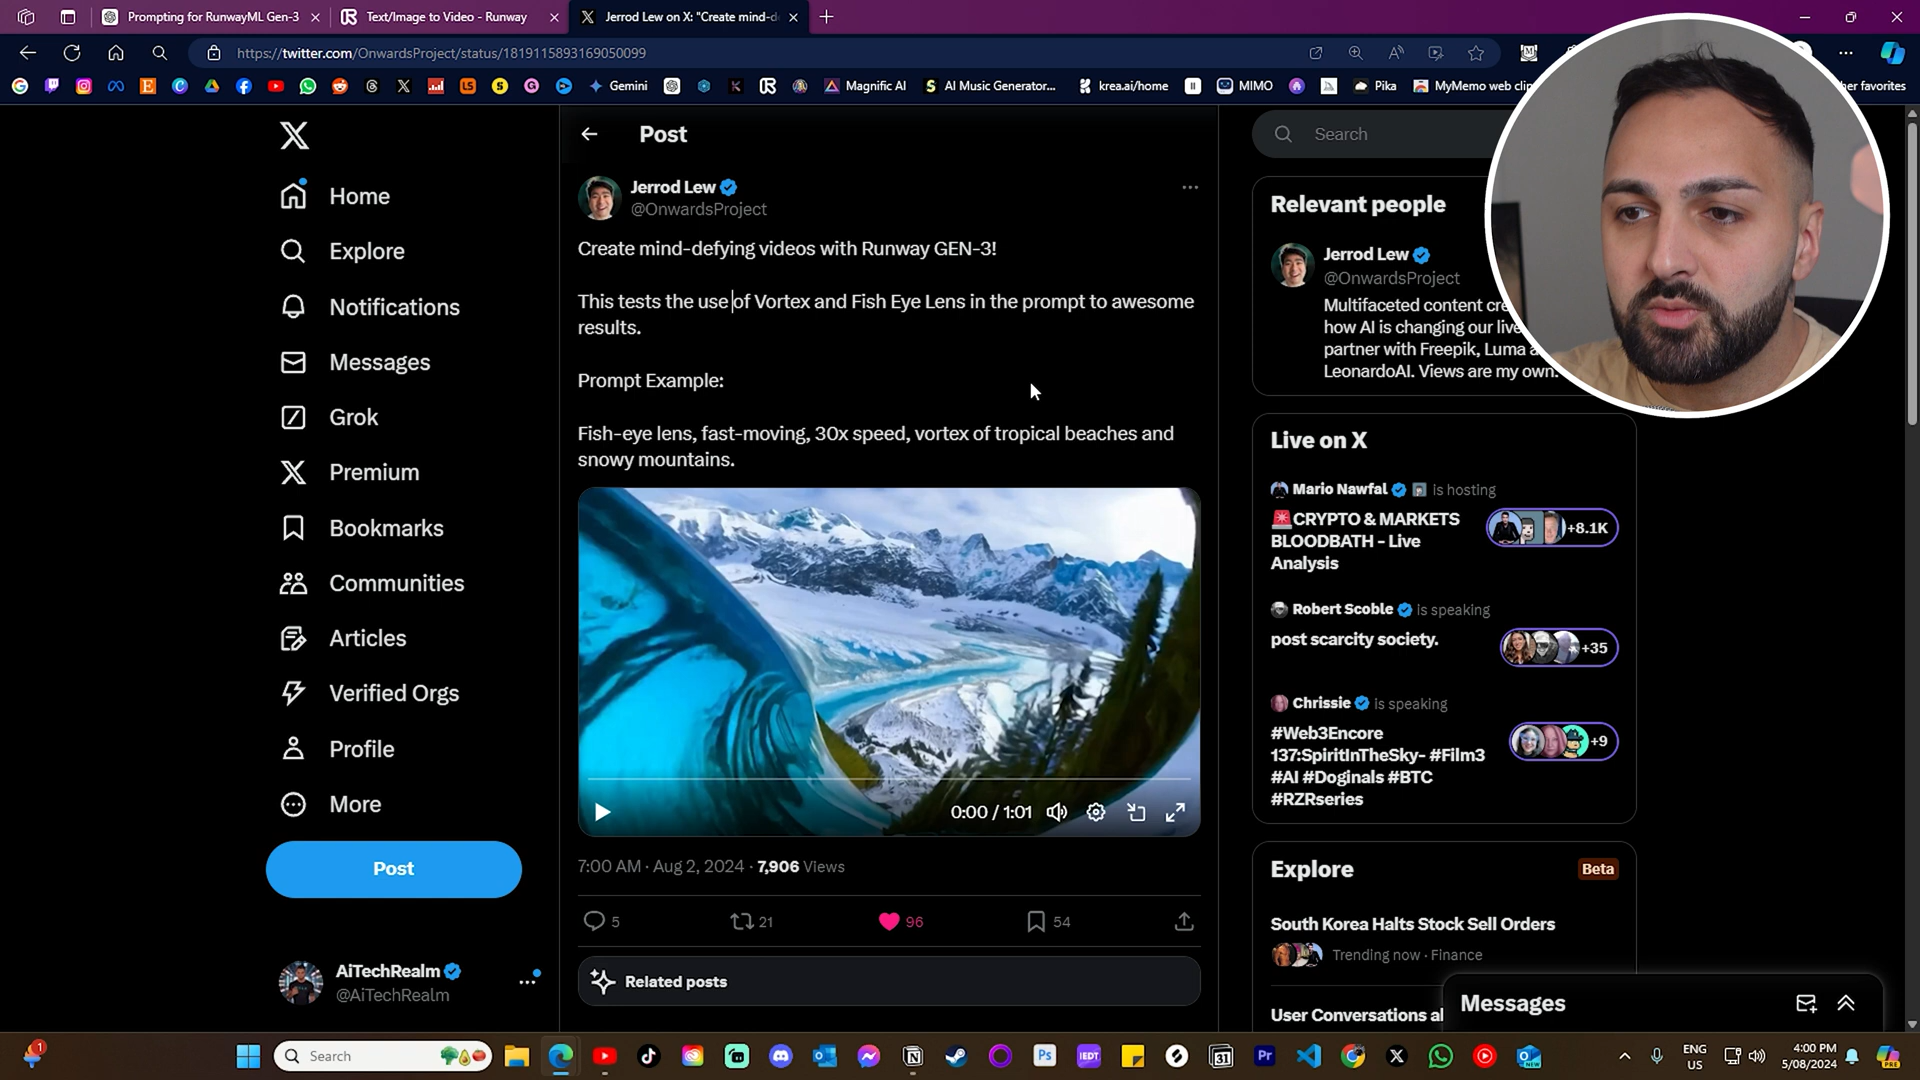 Prompting for RunwayML Gen-3
Text/Image to Video - Runway
Jerrod Lew on X: "Create mind-d
https://twitter.com/OnwardsProject/status/1819115893169050099
Gemini
Magnific AI
AI Music Generator...
krea.ai/home
MIMO
Pika
MyMemo web clip
her favorites
Home
Explore
Notifications
Messages
Grok
Premium
Bookmarks
Communities
Articles
Verified Orgs
Profile
More
Post
AiTechRealm
@AiTechRealm
Post
Jerrod Lew
@OnwardsProject
Create mind-defying videos with Runway GEN-3!
This tests the use of Vortex and Fish Eye Lens in the prompt to awesome
results.
Prompt Example:
Fish-eye lens, fast-moving, 30x speed, vortex of tropical beaches and
snowy mountains.
0:00 / 1:01
7:00 AM · Aug 2, 2024 · 7,906 Views
5
21
96
54
Related posts
Search
Relevant people
Jerrod Lew
@OnwardsProject
Multifaceted content cre
how AI is changing our live
partner with Freepik, Luma a
LeonardoAI. Views are my own.
Live on X
Mario Nawfal is hosting
🚨CRYPTO & MARKETS
BLOODBATH - Live
Analysis
+8.1K
Robert Scoble is speaking
post scarcity society.
+35
Chrissie is speaking
#Web3Encore
137:SpiritInTheSky- #Film3
#AI #Doginals #BTC
#RZRseries
+9
Explore
Beta
South Korea Halts Stock Sell Orders
Trending now · Finance
User Conversations al
Messages
1
Search
31
ENG
US
4:00 PM
5/08/2024